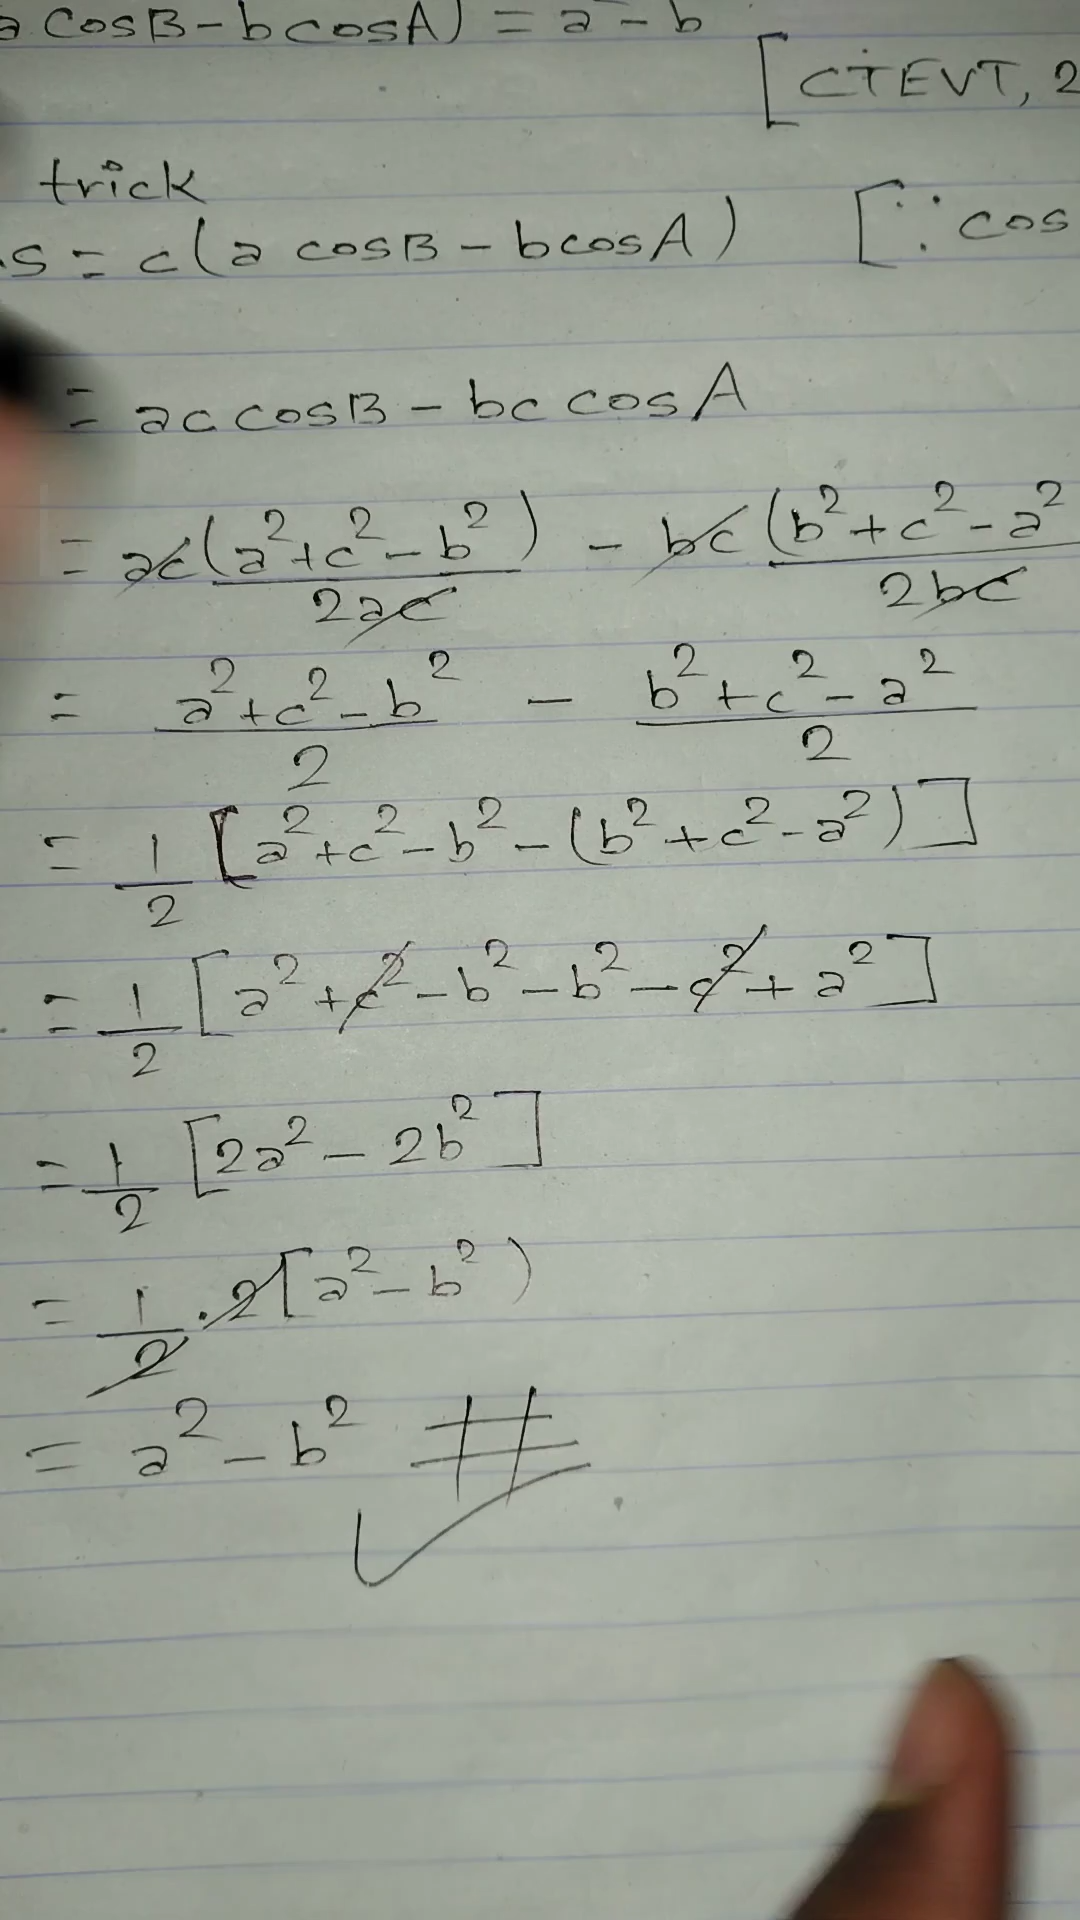 a cosB - b cosA) = a - b
[CTEVT, 2
trick
.S = c(a cosB - bcosA) [∵ cos
= ac cosB - bc cosA
= ac(a²+c²-b²)/2ac - bc(b²+c²-a²/2bc
= a²+c²-b²/2 - b²+c²-a²/2
= 1/2 [a²+c²-b²-(b²+c²-a²)]
= 1/2 [a²+c²-b²-b²-c²+a²]
= 1/2 [2a² - 2b²]
= 1/2 . 2[a²-b²)
= a² - b² #